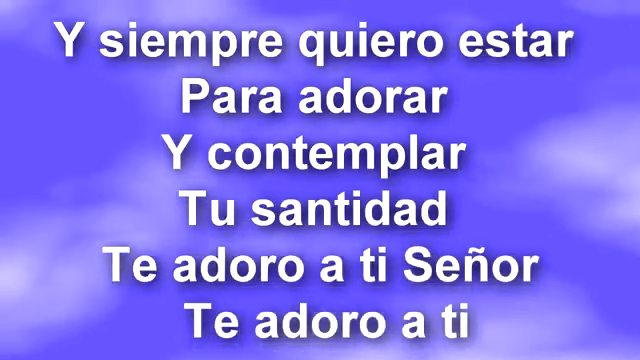 Y siempre quiero estar
Para adorar
Y contemplar
Tu santidad
Te adoro a ti Señor
Te adoro a ti